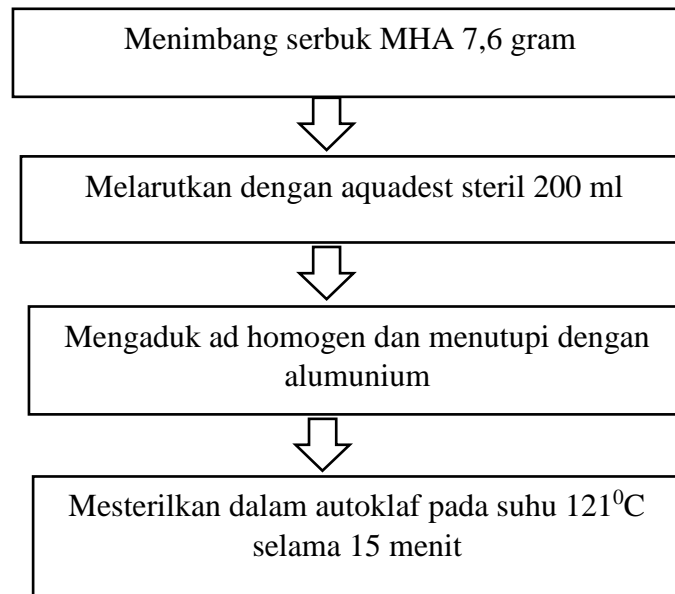 Menimbang serbuk MHA 7,6 gram
Melarutkan dengan aquadest steril 200 ml
Mengaduk ad homogen dan menutupi dengan
alumunium
Mesterilkan dalam autoklaf pada suhu 121⁰C
selama 15 menit